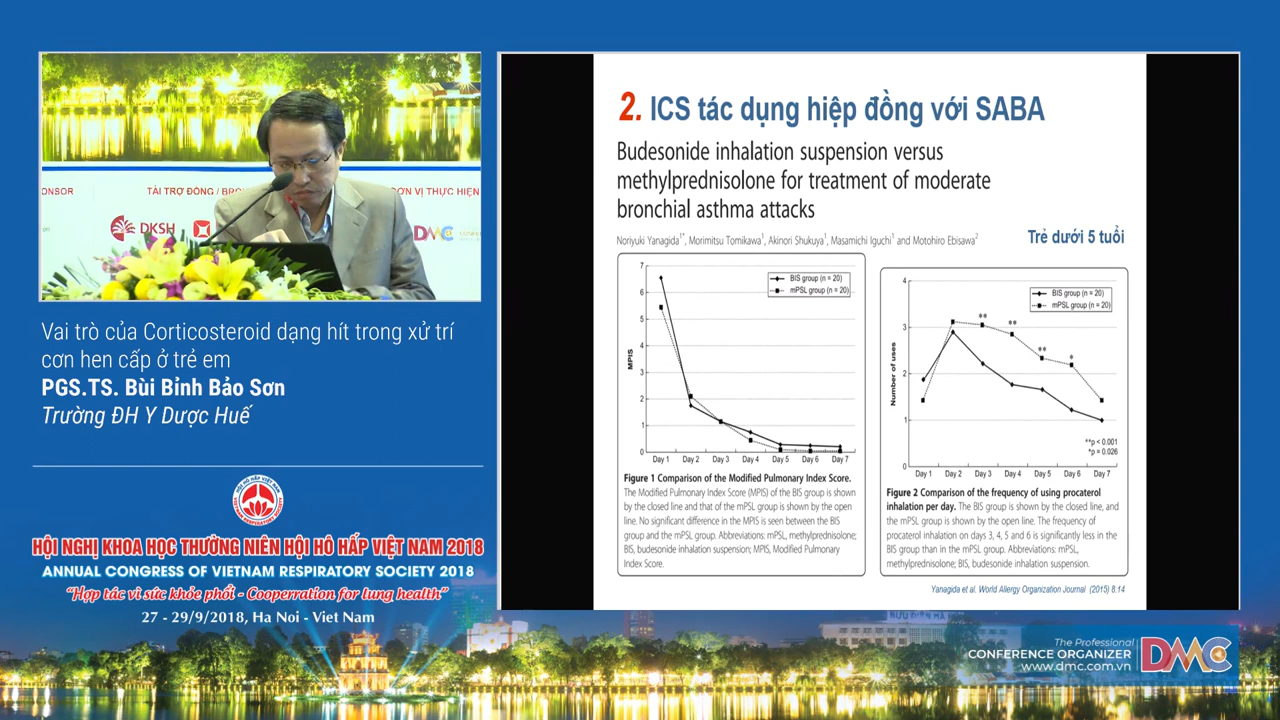 ONSOR
TÀI TRỢ ĐỒNG / BRO
ƠN VỊ THỰC HIỆN
DKSH
DMC
Vai trò của Corticosteroid dạng hít trong xử trí
cơn hen cấp ở trẻ em
PGS.TS. Bùi Bỉnh Bảo Sơn
Trường ĐH Y Dược Huế
HỘI NGHỊ KHOA HỌC THƯỜNG NIÊN HỘI HÔ HẤP VIỆT NAM 2018
ANNUAL CONGRESS OF VIETNAM RESPIRATORY SOCIETY 2018
"Hợp tác vì sức khỏe phổi - Cooperration for lung health"
27 - 29/9/2018, Ha Noi - Viet Nam
2. ICS tác dụng hiệp đồng với SABA
Budesonide inhalation suspension versus
methylprednisolone for treatment of moderate
bronchial asthma attacks
Noriyuki Yanagida1*, Morimitsu Tomikawa1, Akinori Shukuya1, Masamichi Iguchi1 and Motohiro Ebisawa2
Trẻ dưới 5 tuổi
7
6
5
4
3
2
1
0
MPIS
BIS group (n = 20)
mPSL group (n = 20)
Day 1 Day 2 Day 3 Day 4 Day 5 Day 6 Day 7
Figure 1 Comparison of the Modified Pulmonary Index Score.
The Modified Pulmonary Index Score (MPIS) of the BIS group is shown
by the closed line and that of the mPSL group is shown by the open
line. No significant difference in the MPIS is seen between the BIS
group and the mPSL group. Abbreviations: mPSL, methylprednisolone;
BIS, budesonide inhalation suspension; MPIS, Modified Pulmonary
Index Score.
4
3
2
1
0
Number of uses
BIS group (n = 20)
mPSL group (n = 20)
** ** ** *
**p < 0.001
*p = 0.026
Day 1 Day 2 Day 3 Day 4 Day 5 Day 6 Day 7
Figure 2 Comparison of the frequency of using procaterol
inhalation per day. The BIS group is shown by the closed line, and
the mPSL group is shown by the open line. The frequency of
procaterol inhalation on days 3, 4, 5 and 6 is significantly less in the
BIS group than in the mPSL group. Abbreviations: mPSL,
methylprednisolone; BIS, budesonide inhalation suspension.
Yanagida et al. World Allergy Organization Journal (2015) 8:14
The Professional
CONFERENCE ORGANIZER
www.dmc.com.vn
DMC